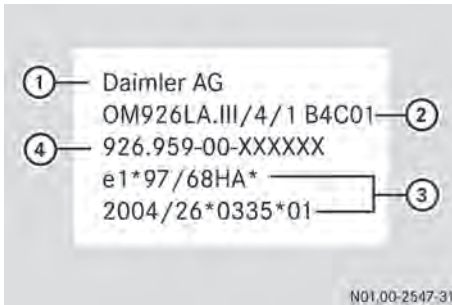 1 Daimler AG
OM926LA.III/4/1 B4C01 2
4 926.959-00-XXXXXX
e1*97/68HA*
3
2004/26*0335*01
N01.00-2547-31